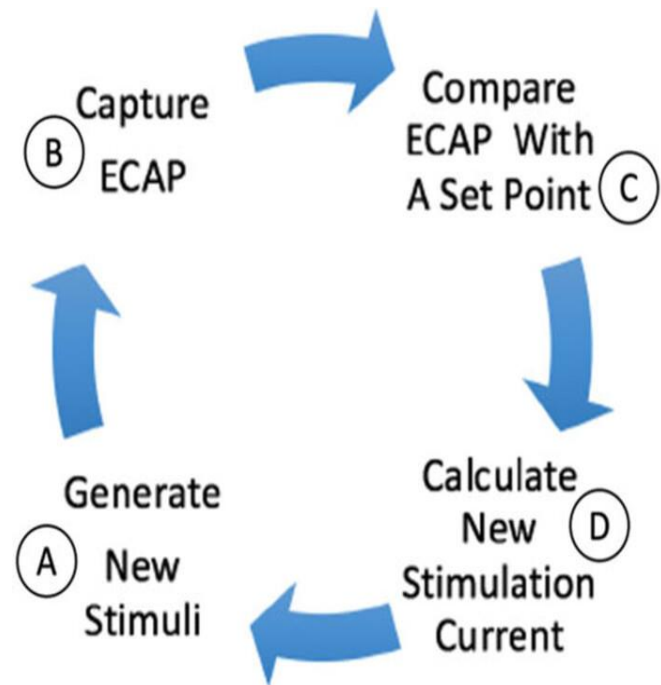 Capture
B
ECAP
Compare
ECAP With
A Set Point
C
Calculate
New
D
Stimulation
Current
Generate
A
New
Stimuli